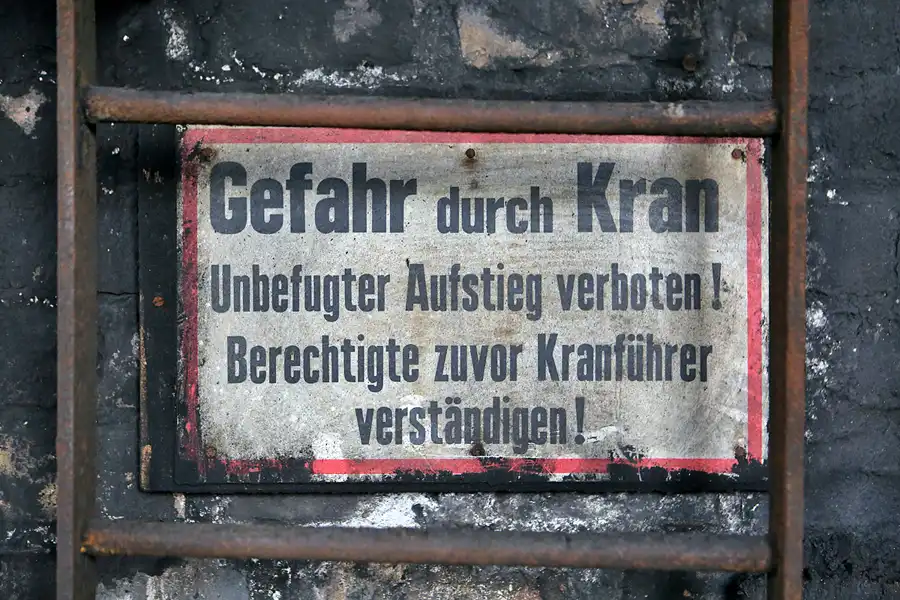 Gefahr durch Kran
Unbefugter Aufstieg verboten!
Berechtigte zuvor Kranführer
verständigen!